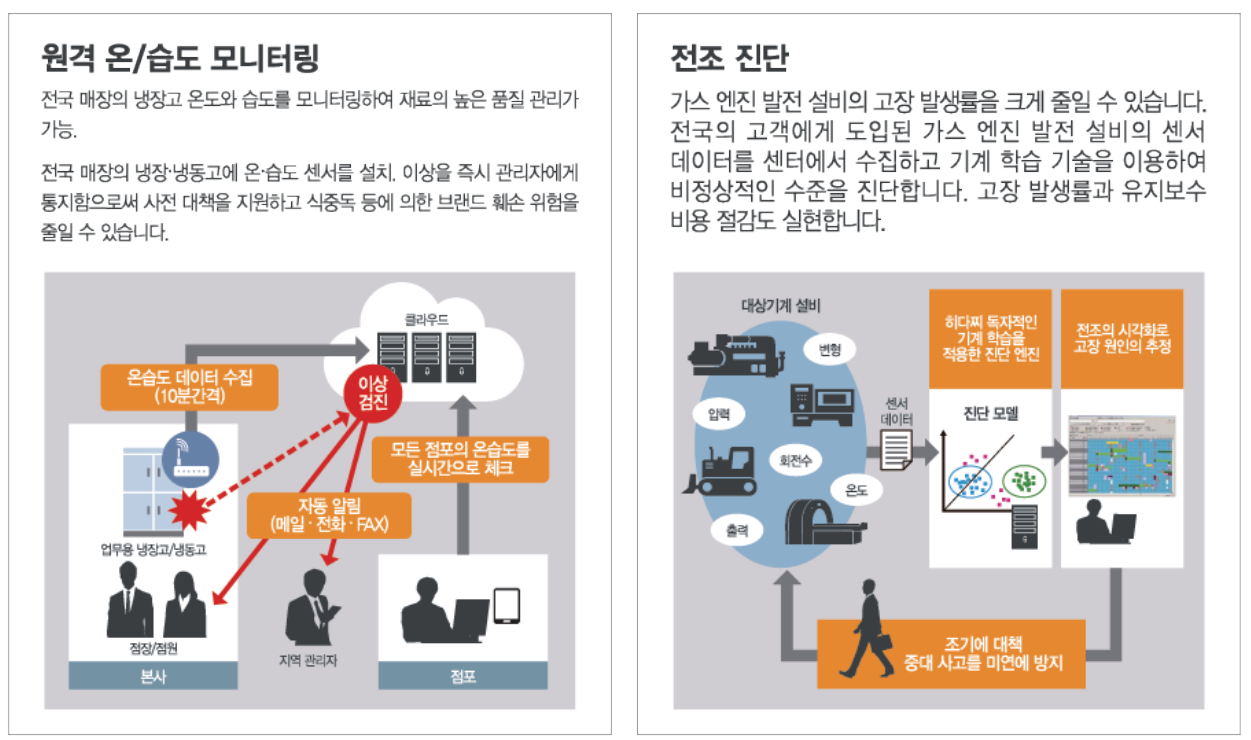 원격 온/습도 모니터링
전국 매장의 냉장고 온도와 습도를 모니터링하여 재료의 높은 품질 관리가
가능.
전국 매장의 냉장·냉동고에 온·습도 센서를 설치. 이상을 즉시 관리자에게
통지함으로써 사전 대책을 지원하고 식중독 등에 의한 브랜드 훼손 위험을
줄일 수 있습니다.
클라우드
온습도 데이터 수집
(10분간격)
이상
검진
모든 점포의 온습도를
실시간으로 체크
자동 알림
(메일 · 전화 · FAX)
업무용 냉장고/냉동고
점장/점원
지역 관리자
본사
점포
전조 진단
가스 엔진 발전 설비의 고장 발생률을 크게 줄일 수 있습니다.
전국의 고객에게 도입된 가스 엔진 발전 설비의 센서
데이터를 센터에서 수집하고 기계 학습 기술을 이용하여
비정상적인 수준을 진단합니다. 고장 발생률과 유지보수
비용 절감도 실현합니다.
대상기계 설비
변형
압력
회전수
온도
출력
센서
데이터
히다찌 독자적인
기계 학습을
적용한 진단 엔진
진단 모델
전조의 시각화로
고장 원인의 추정
조기에 대책
중대 사고를 미연에 방지